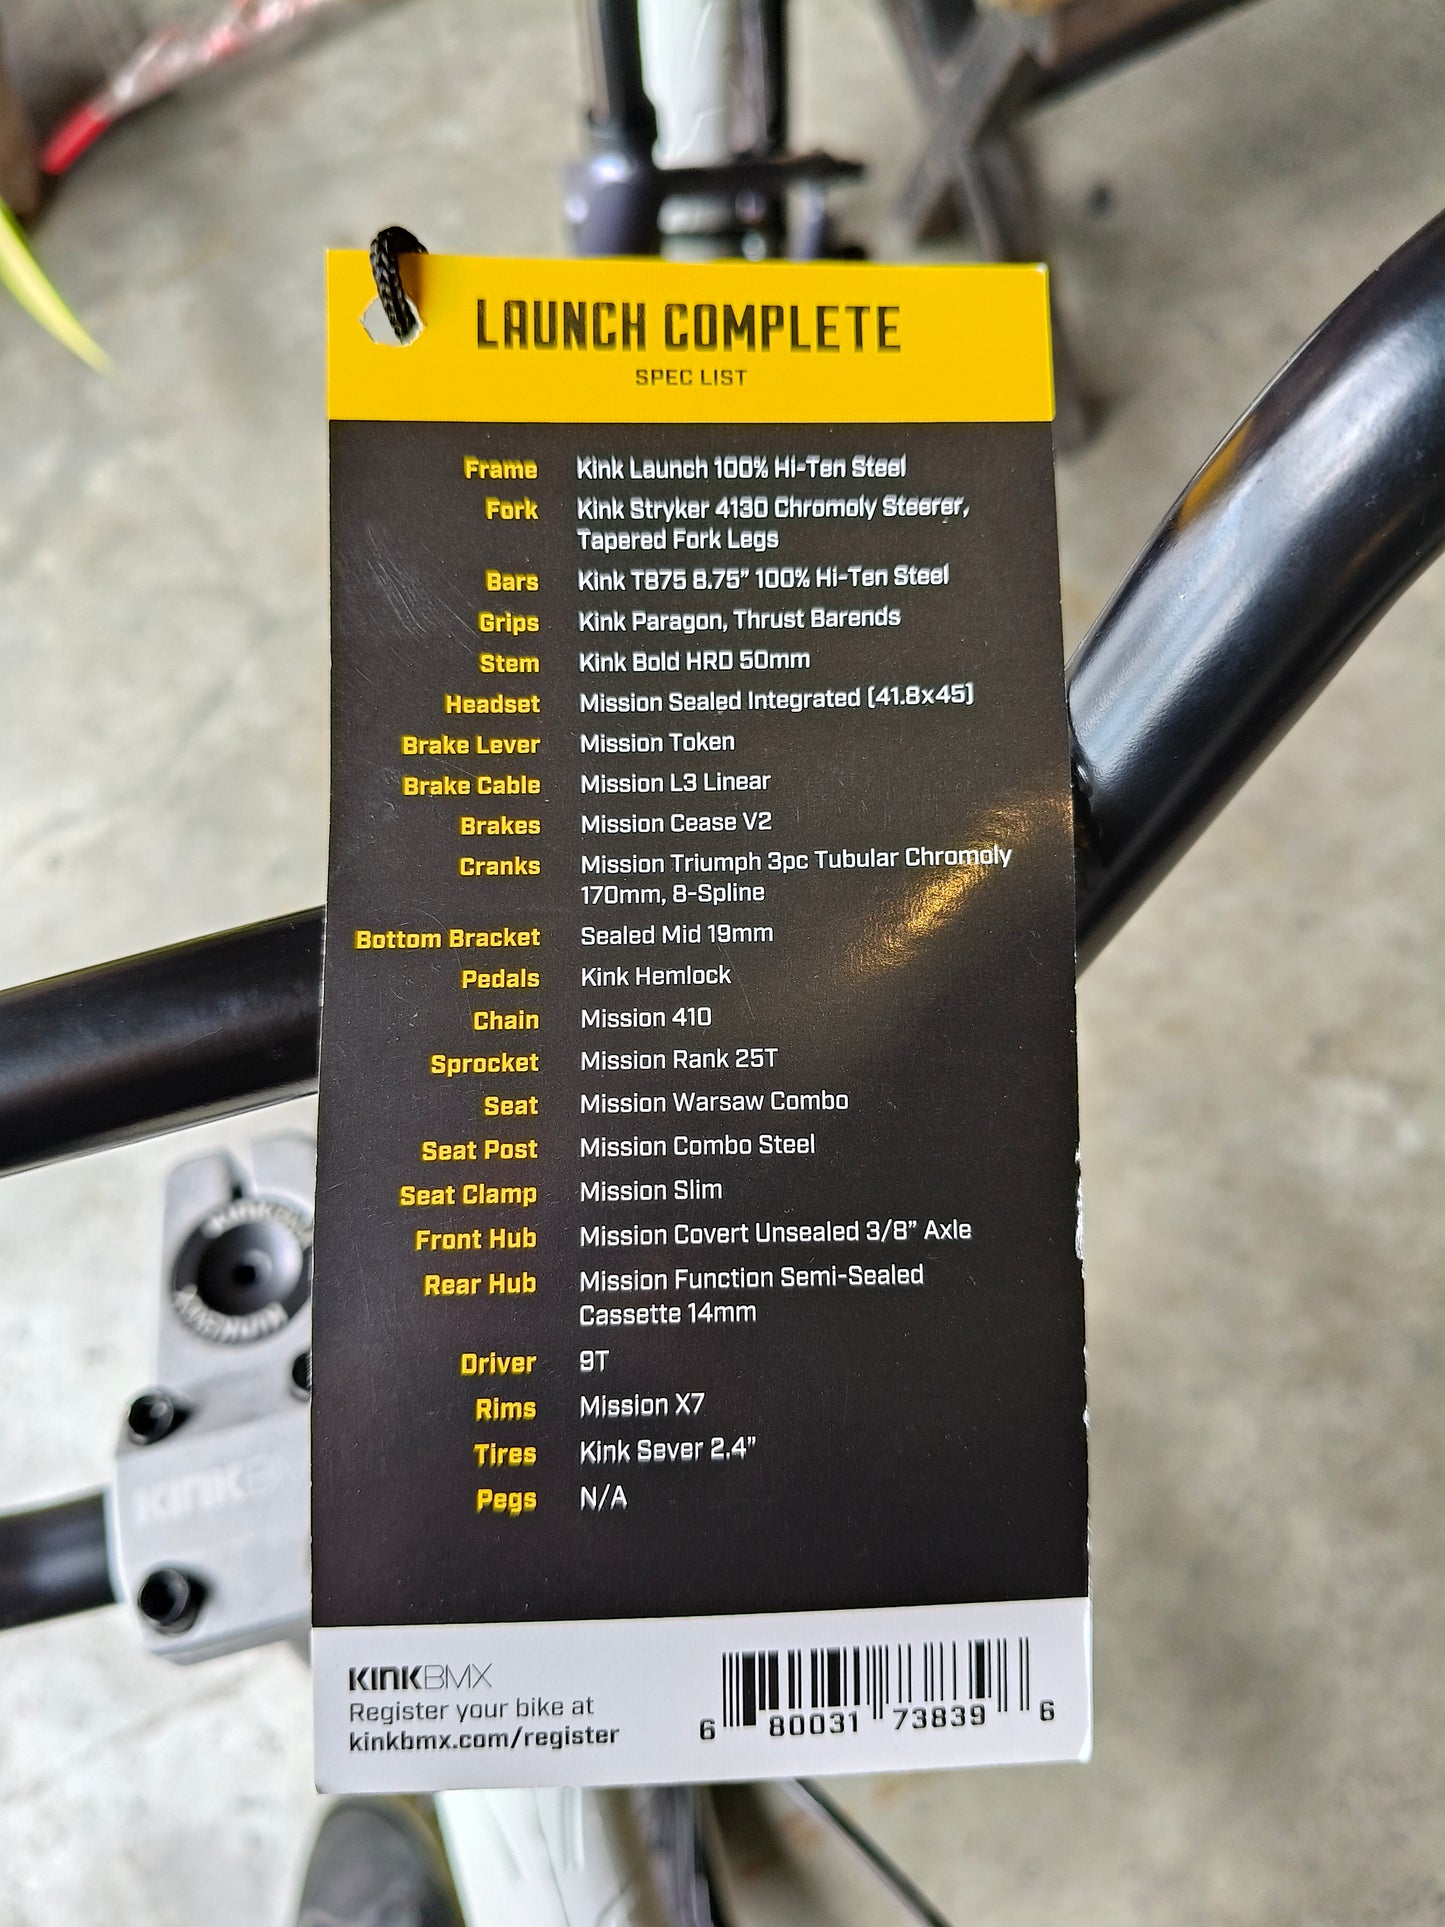 LAUNCH COMPLETE
SPEC LIST
Frame Kink Launch 100% Hi-Ten Steel
Fork Kink Stryker 4130 Chromoly Steerer,
Tapered Fork Legs
Bars Kink T875 8.75” 100% Hi-Ten Steel
Grips Kink Paragon, Thrust Barends
Stem Kink Bold HRD 50mm
Headset Mission Sealed Integrated (41.8x45)
Brake Lever Mission Token
Brake Cable Mission L3 Linear
Brakes Mission Cease V2
Cranks Mission Triumph 3pc Tubular Chromoly
170mm, 8-Spline
Bottom Bracket Sealed Mid 19mm
Pedals Kink Hemlock
Chain Mission 410
Sprocket Mission Rank 25T
Seat Mission Warsaw Combo
Seat Post Mission Combo Steel
Seat Clamp Mission Slim
Front Hub Mission Covert Unsealed 3/8” Axle
Rear Hub Mission Function Semi-Sealed
Cassette 14mm
Driver 9T
Rims Mission X7
Tires Kink Sever 2.4”
Pegs N/A
KINKBMX
Register your bike at
kinkbmx.com/register
6 80031 73839 6
KINK